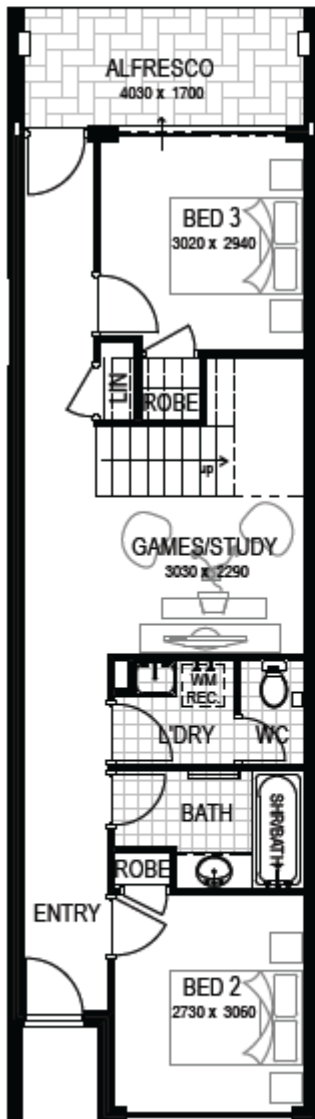 ALFRESCO
4030 x 1700
BED 3
3020 x 2940
LIN
ROBE
up
GAMES/STUDY
3030 x 2290
WM
REC.
L'DRY
WC
BATH
SHR/BATH
ROBE
ENTRY
BED 2
2730 x 3060